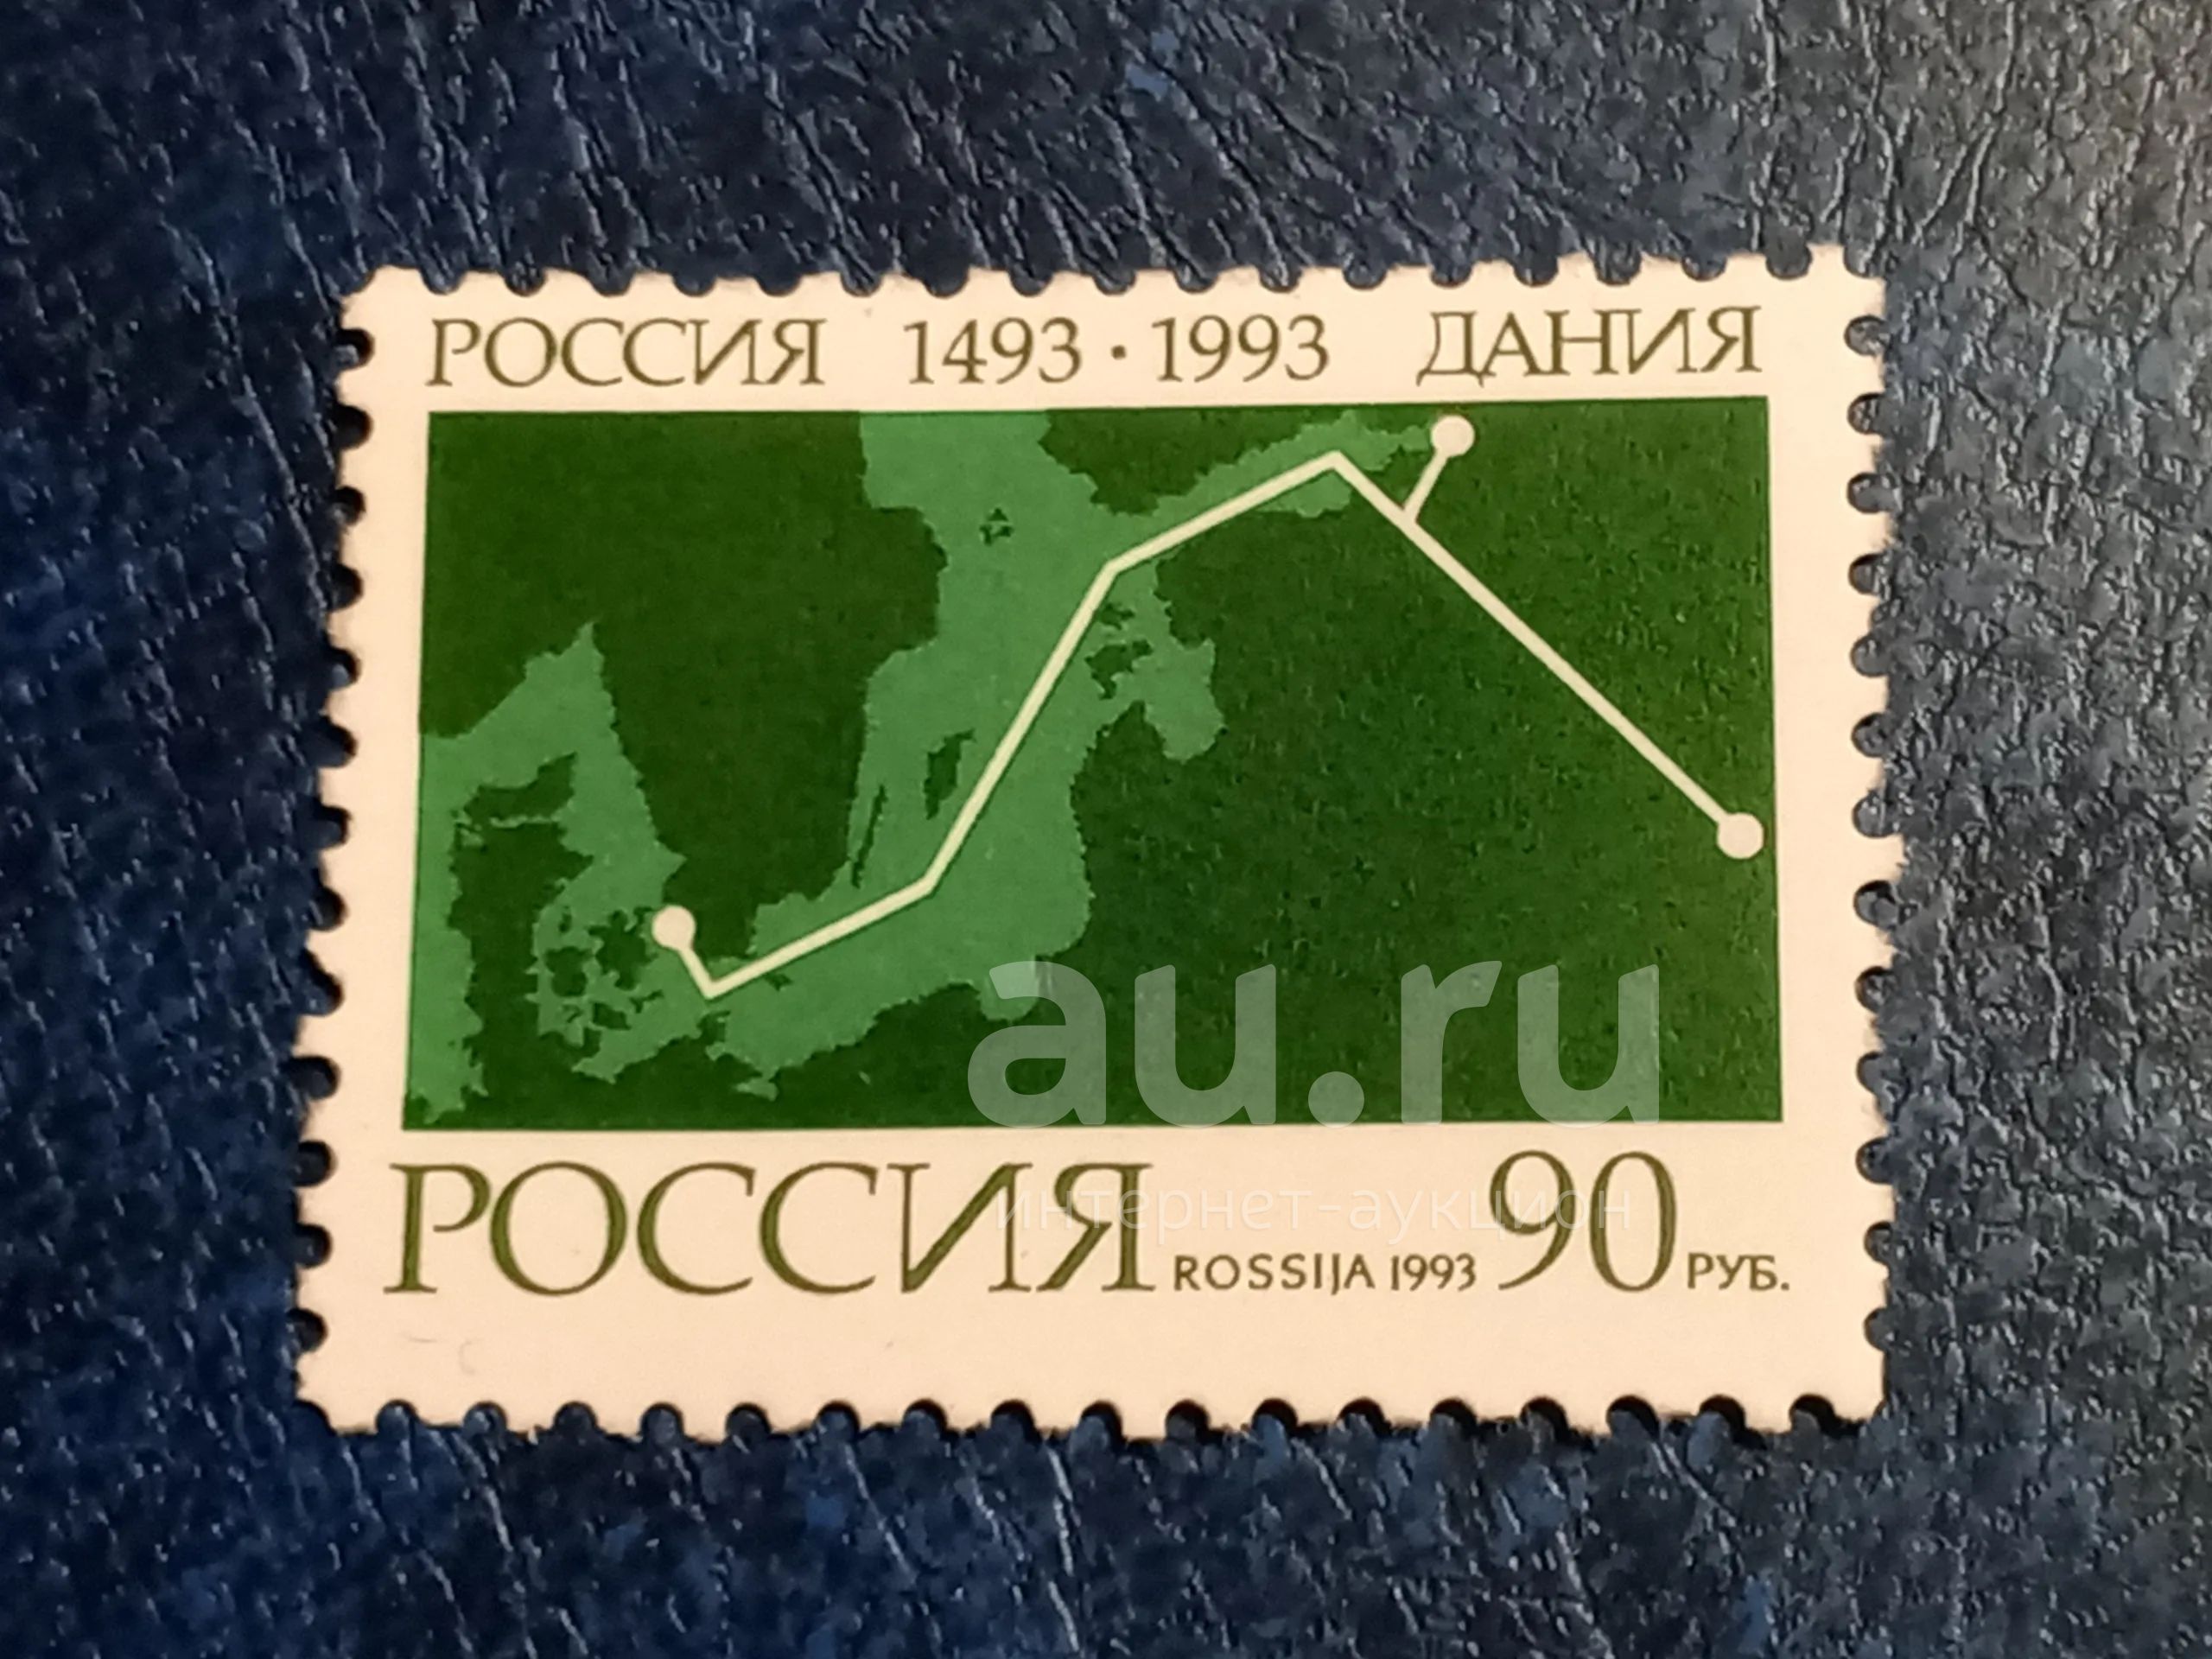 РОССИЯ 1493 · 1993 ДАНИЯ
au.ru
интернет-аукцион
РОССИЯ ROSSIJA 1993 90 РУБ.